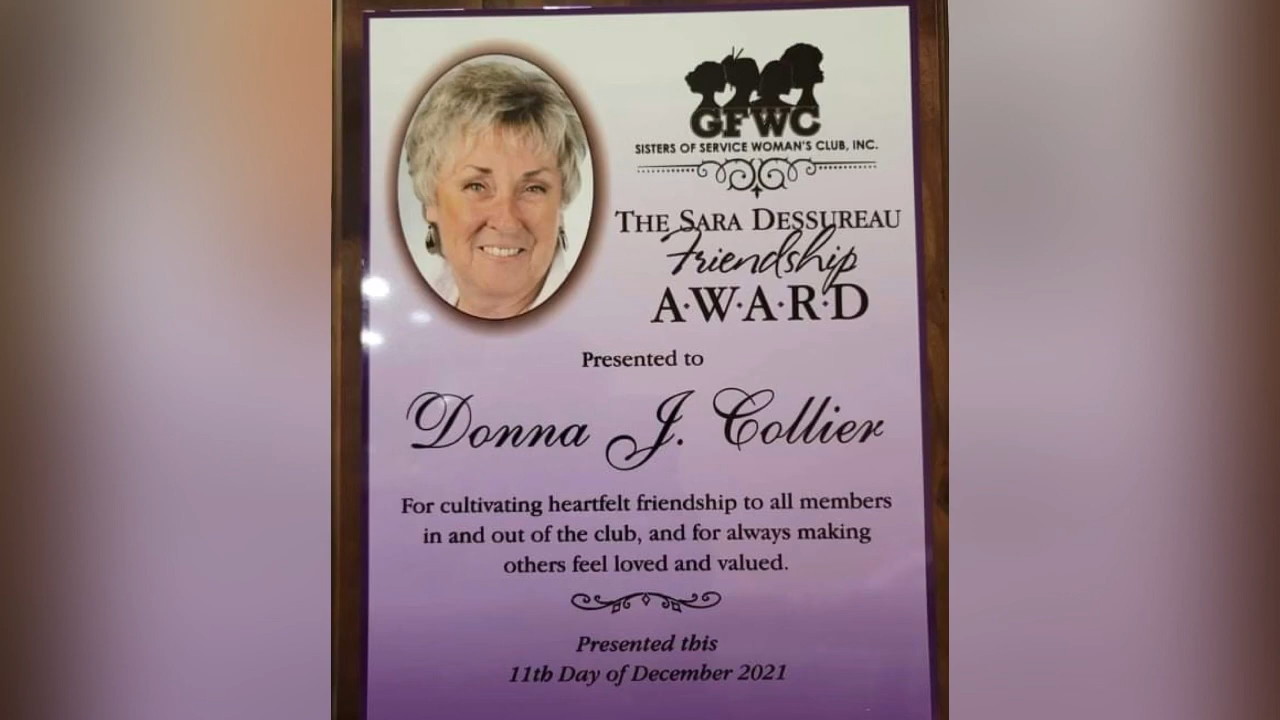 GFWC
SISTERS OF SERVICE WOMAN'S CLUB, INC.
THE SARA DESSUREAU
Friendship
A·W·A·R·D
Presented to
Donna J. Collier
For cultivating heartfelt friendship to all members
in and out of the club, and for always making
others feel loved and valued.
Presented this
11th Day of December 2021